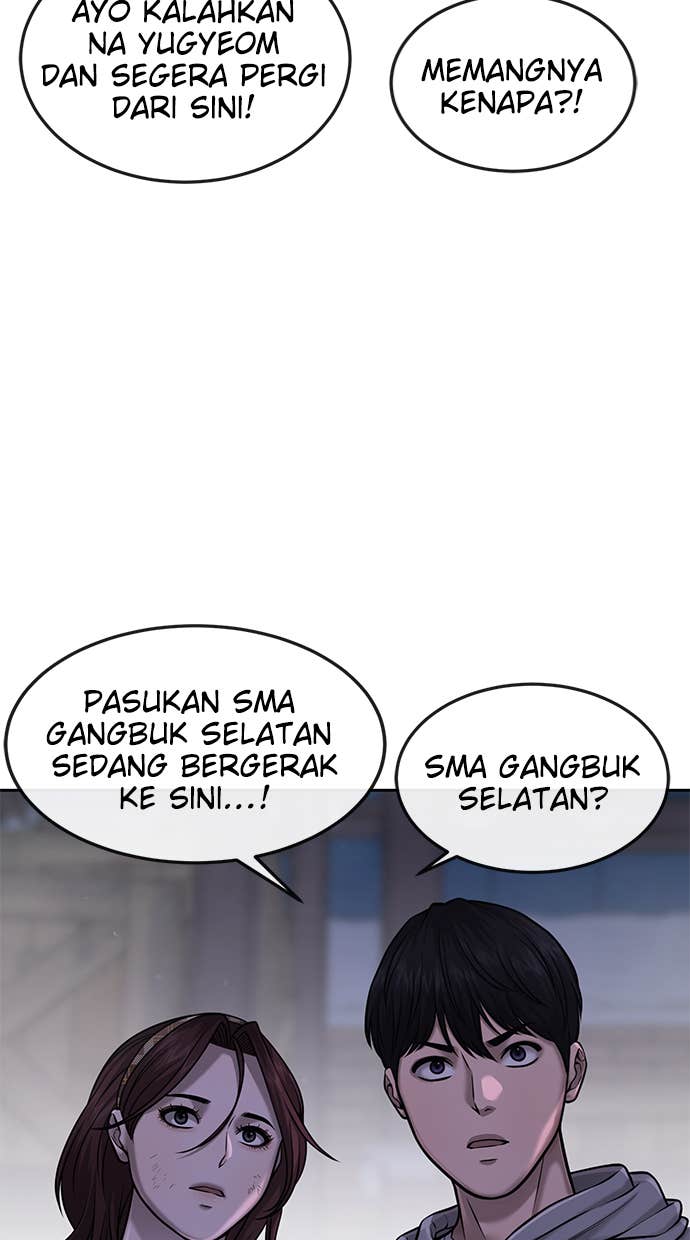 AYO KALAHKAN
NA YUGYEOM
DAN SEGERA PERGI
DARI SINI!
MEMANGNYA
KENAPA?!
PASUKAN SMA
GANGBUK SELATAN
SEDANG BERGERAK
KE SINI...!
SMA GANGBUK
SELATAN?